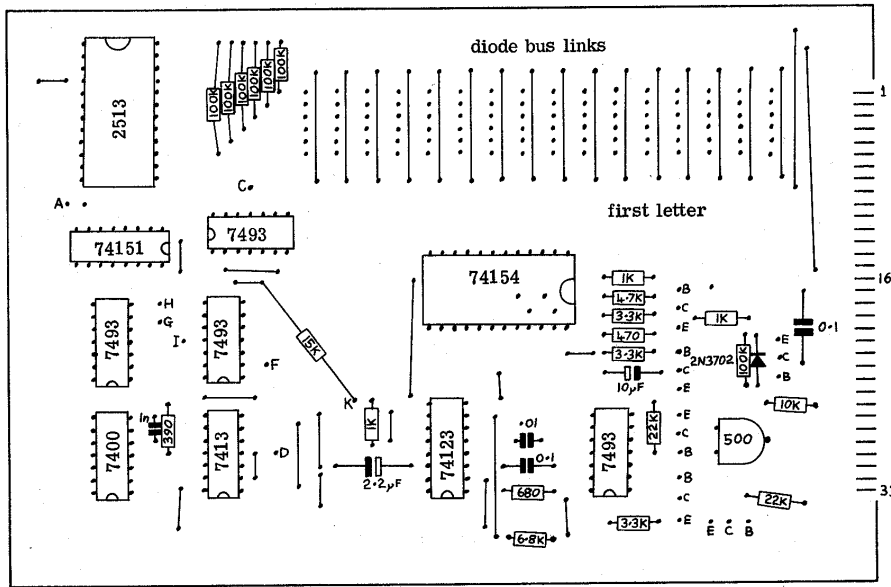 diode bus links
1
2513
100K
100K
100K
100K
100K
100K
C
A
first letter
74151
7493
16
74154
1K
4.7K
3.3K
470
3.3K
10µF
B
C
E
B
C
E
1K
0.1
H
G
I
7493
7493
15K
F
2N3702
100K
E
C
B
K
10K
1n
390
7400
7413
D
1K
2.2µF
74123
.01
0.1
680
6.8K
7493
22K
3.3K
E
C
B
B
C
E
500
22K
E C B